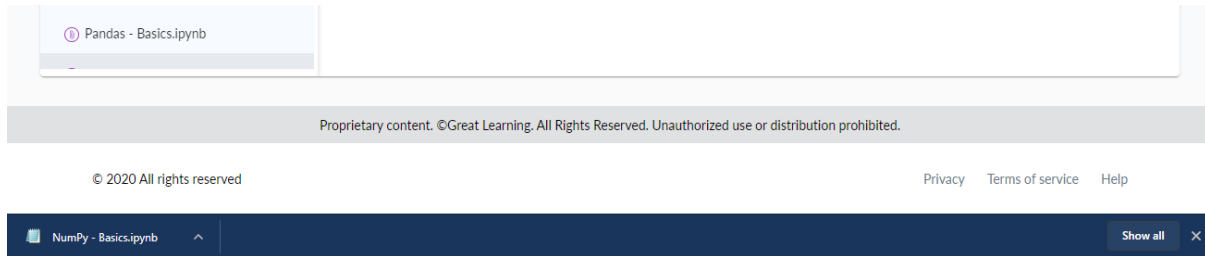 Pandas - Basics.ipynb
Proprietary content. ©Great Learning. All Rights Reserved. Unauthorized use or distribution prohibited.
© 2020 All rights reserved Privacy Terms of service Help
NumPy - Basics.ipynb Show all